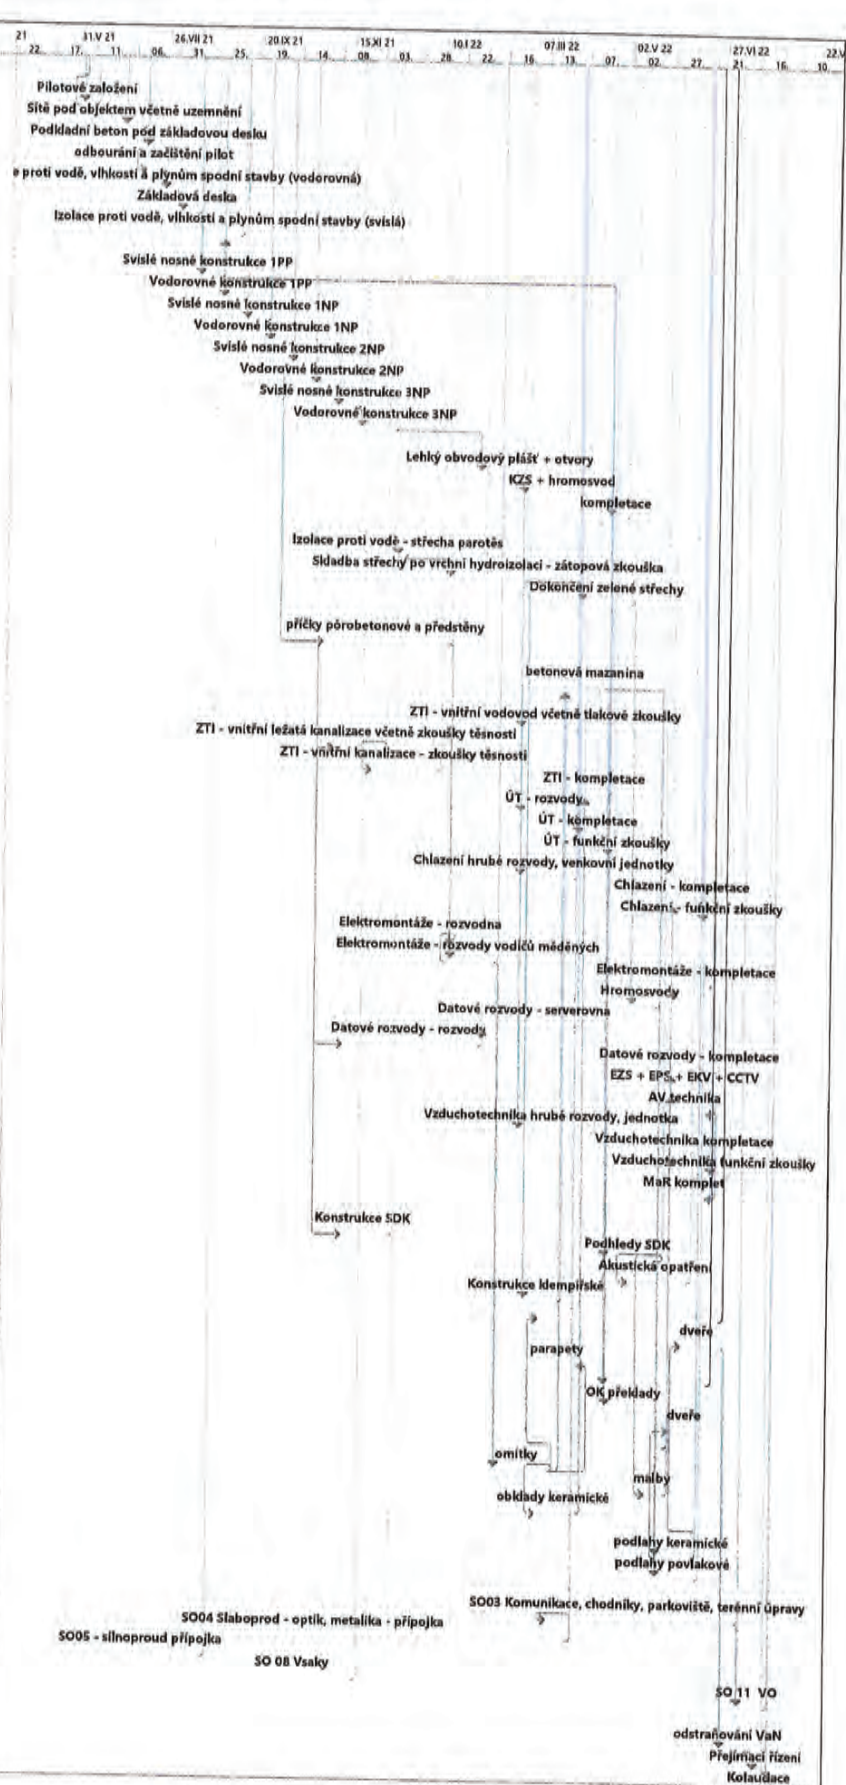 21 31.V 21 26.VII 21 20.IX 21 15.XI 21 10.I 22 07.III 22 02.V 22 27.VI 22 22.V
22. 17. 11. 06. 31. 25. 19. 14. 08. 03. 28. 22. 16. 13. 07. 02. 27. 21. 16. 10.
Pilotové založení
Sítě pod objektem včetně uzemnění
Podkladní beton pod základovou desku
odbourání a začištění pilot
e proti vodě, vlhkosti a plynům spodní stavby (vodorovná)
Základová deska
Izolace proti vodě, vlhkosti a plynům spodní stavby (svislá)
Svislé nosné konstrukce 1PP
Vodorovné konstrukce 1PP
Svislé nosné konstrukce 1NP
Vodorovné konstrukce 1NP
Svislé nosné konstrukce 2NP
Vodorovné konstrukce 2NP
Svislé nosné konstrukce 3NP
Vodorovné konstrukce 3NP
Lehký obvodový plášť + otvory
KZS + hromosvod
kompletace
Izolace proti vodě - střecha parotěs
Skladba střechy po vrchní hydroizolaci - zátopová zkouška
Dokončení zelené střechy
příčky pórobetonové a předstěny
betonová mazanina
ZTI - vnitřní vodovod včetně tlakové zkoušky
ZTI - vnitřní ležatá kanalizace včetně zkoušky těsnosti
ZTI - vnitřní kanalizace - zkoušky těsnosti
ZTI - kompletace
ÚT - rozvody
ÚT - kompletace
ÚT - funkční zkoušky
Chlazení hrubé rozvody, venkovní jednotky
Chlazení - kompletace
Chlazení - funkční zkoušky
Elektromontáže - rozvodna
Elektromontáže - rozvody vodičů měděných
Elektromontáže - kompletace
Hromosvody
Datové rozvody - serverovna
Datové rozvody - rozvody
Datové rozvody - kompletace
EZS + EPS + EKV + CCTV
AV technika
Vzduchotechnika hrubé rozvody, jednotka
Vzduchotechnika kompletace
Vzduchotechnika funkční zkoušky
MaR komplet
Konstrukce SDK
Podhledy SDK
Akustická opatření
Konstrukce klempířské
dveře
parapety
OK překlady
dveře
omítky
malby
obklady keramické
podlahy keramické
podlahy povlakové
SO03 Komunikace, chodníky, parkoviště, terénní úpravy
SO04 Slaboprod - optik, metalika - přípojka
SO05 - silnoproud přípojka
SO 08 Vsaky
SO 11 VO
odstraňování VaN
Přejímací řízení
Kolaudace